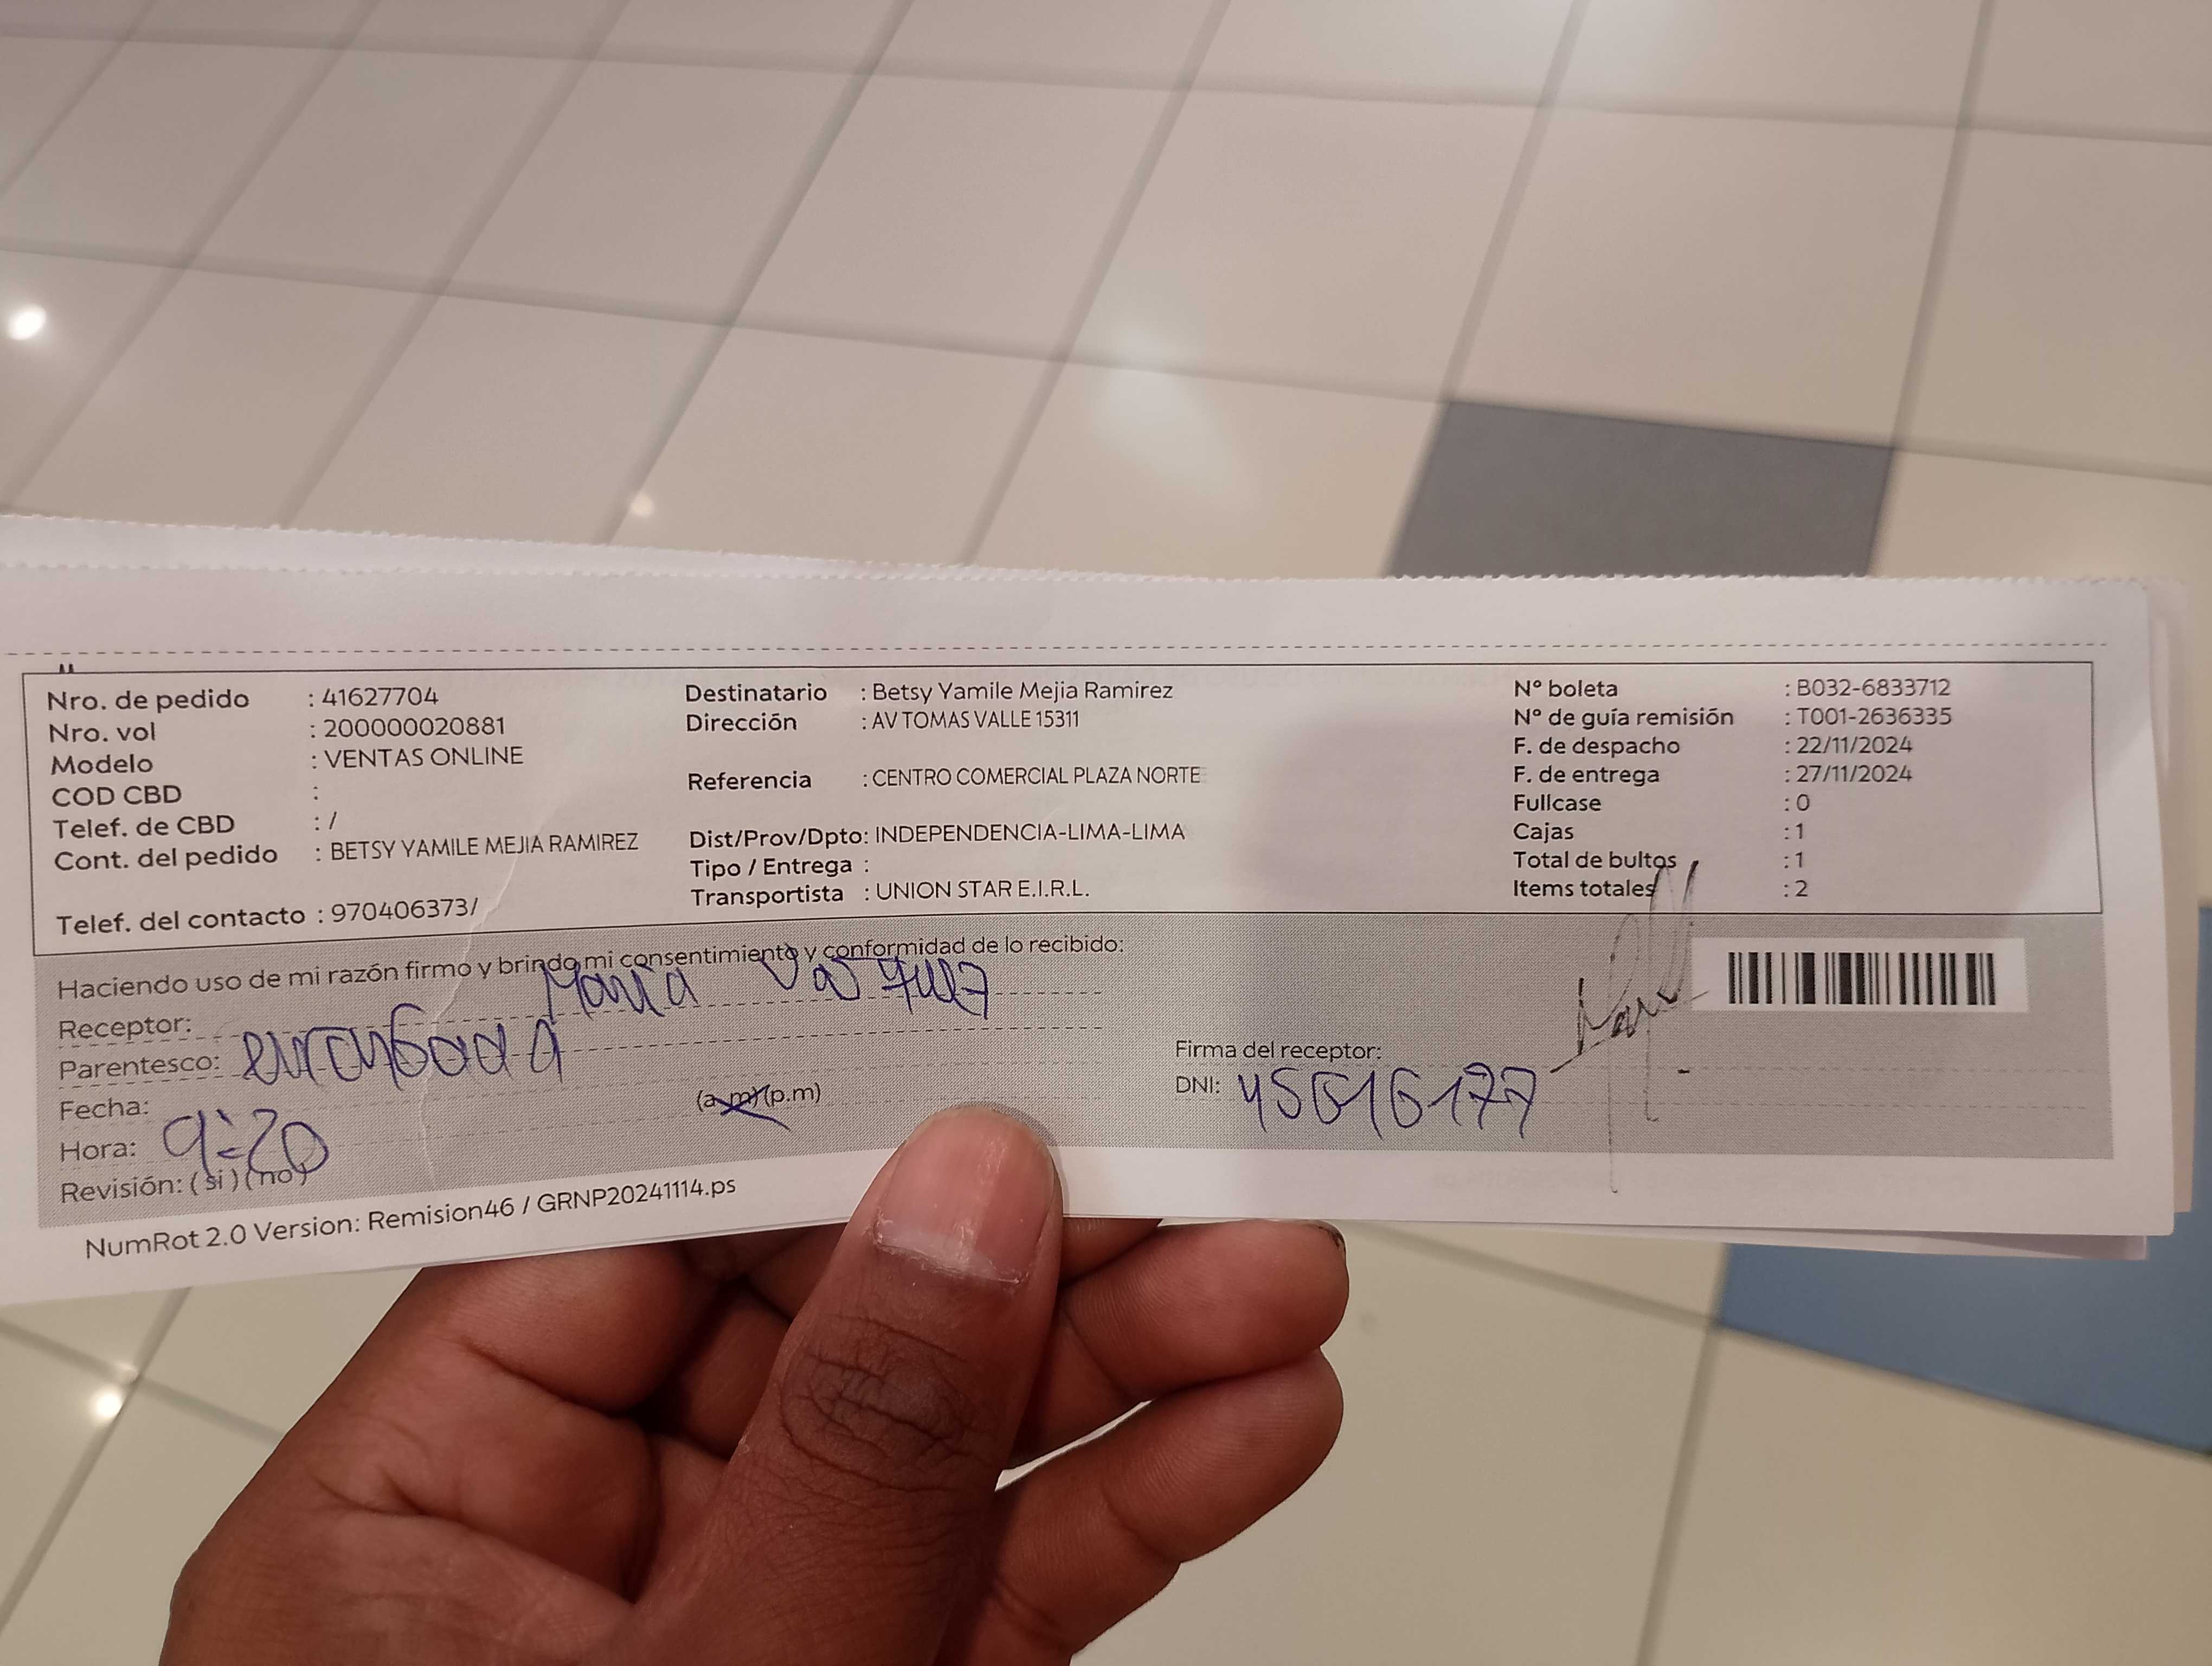 Nro. de pedido : 41627704
Nro. vol : 200000020881
Modelo : VENTAS ONLINE
COD CBD :
Telef. de CBD : /
Cont. del pedido : BETSY YAMILE MEJIA RAMIREZ
Telef. del contacto : 970406373/
Destinatario : Betsy Yamile Mejia Ramirez
Dirección : AV TOMAS VALLE 15311
Referencia : CENTRO COMERCIAL PLAZA NORTE
Dist/Prov/Dpto: INDEPENDENCIA-LIMA-LIMA
Tipo / Entrega :
Transportista : UNION STAR E.I.R.L.
Nº boleta : B032-6833712
Nº de guía remisión : T001-2636335
F. de despacho : 22/11/2024
F. de entrega : 27/11/2024
Fullcase : 0
Cajas : 1
Total de bultos : 1
Items totales : 2
Haciendo uso de mi razón firmo y brindo mi consentimiento y conformidad de lo recibido:
Receptor: Maria Vasquez
Parentesco: encargada
Fecha: (a.m)(p.m)
Hora: 9:20
Revisión: (si) (no)
Firma del receptor:
DNI: 45616177
NumRot 2.0 Version: Remision46 / GRNP20241114.ps